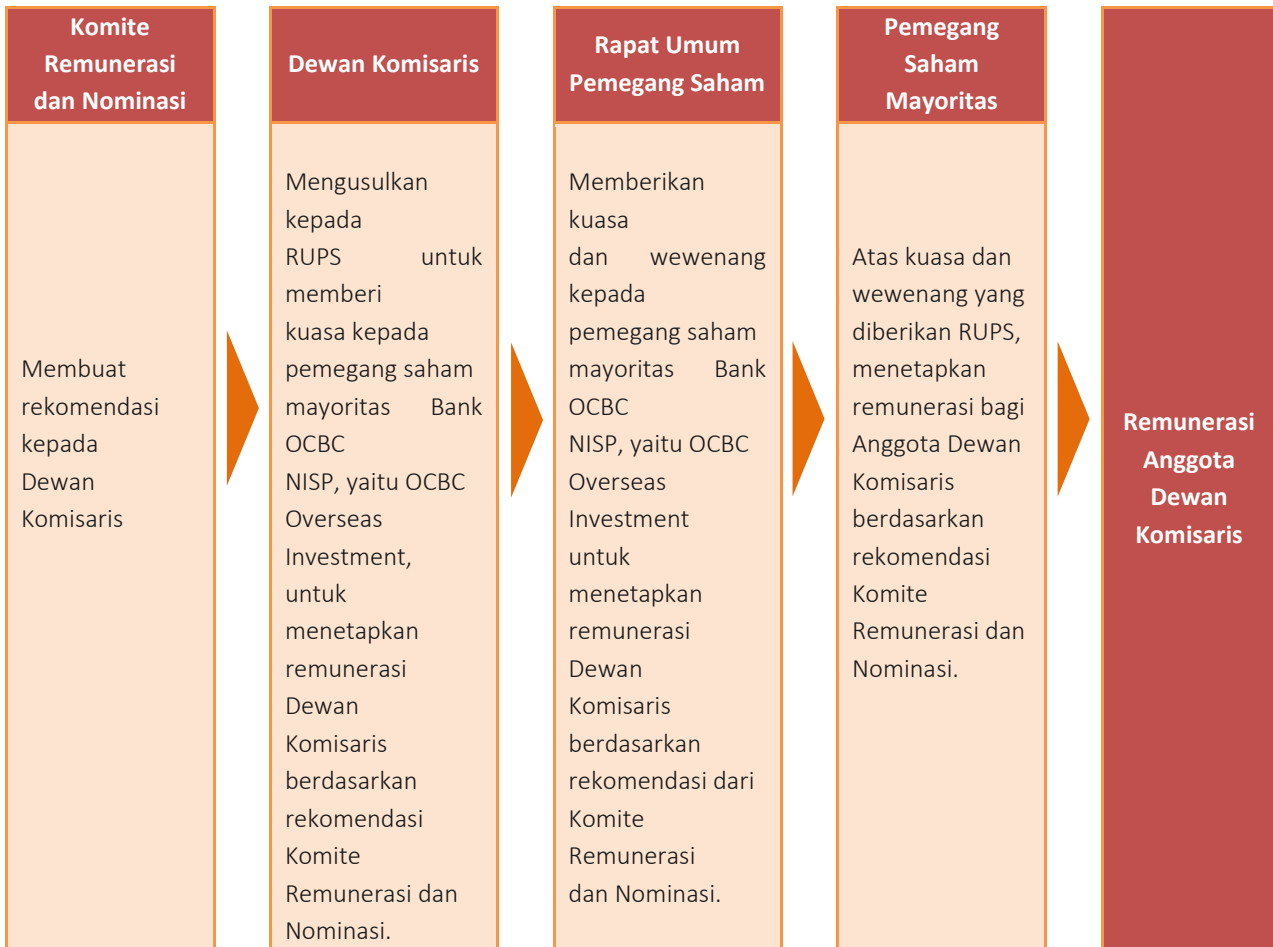 Komite
Remunerasi
dan Nominasi
Membuat
rekomendasi
kepada
Dewan
Komisaris
Dewan Komisaris
Mengusulkan
kepada
RUPS untuk
memberi
kuasa kepada
pemegang saham
mayoritas Bank
OCBC
NISP, yaitu OCBC
Overseas
Investment,
untuk
menetapkan
remunerasi
Dewan
Komisaris
berdasarkan
rekomendasi
Komite
Remunerasi dan
Nominasi.
Rapat Umum
Pemegang Saham
Memberikan
kuasa
dan wewenang
kepada
pemegang saham
mayoritas Bank
OCBC
NISP, yaitu OCBC
Overseas
Investment
untuk
menetapkan
remunerasi
Dewan
Komisaris
berdasarkan
rekomendasi dari
Komite
Remunerasi
dan Nominasi.
Pemegang
Saham
Mayoritas
Atas kuasa dan
wewenang yang
diberikan RUPS,
menetapkan
remunerasi bagi
Anggota Dewan
Komisaris
berdasarkan
rekomendasi
Komite
Remunerasi dan
Nominasi.
Remunerasi
Anggota
Dewan
Komisaris